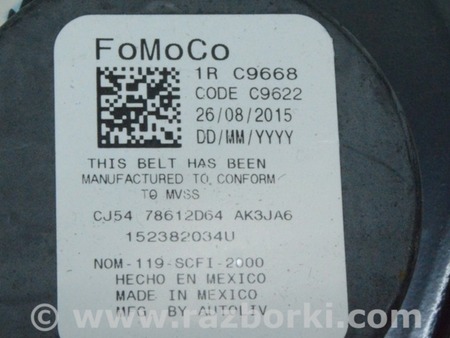 FoMoCo
1R C9668
CODE C9622
26/08/2015
DD/MM/YYYY
THIS BELT HAS BEEN
MANUFACTURED TO CONFORM
TO MVSS
CJ54 78612D64 AK3JA6
152382034U
NOM-119-SCFI-2000
HECHO EN MEXICO
MADE IN MEXICO
MFG BY AUTOLIV
www.razborki.com